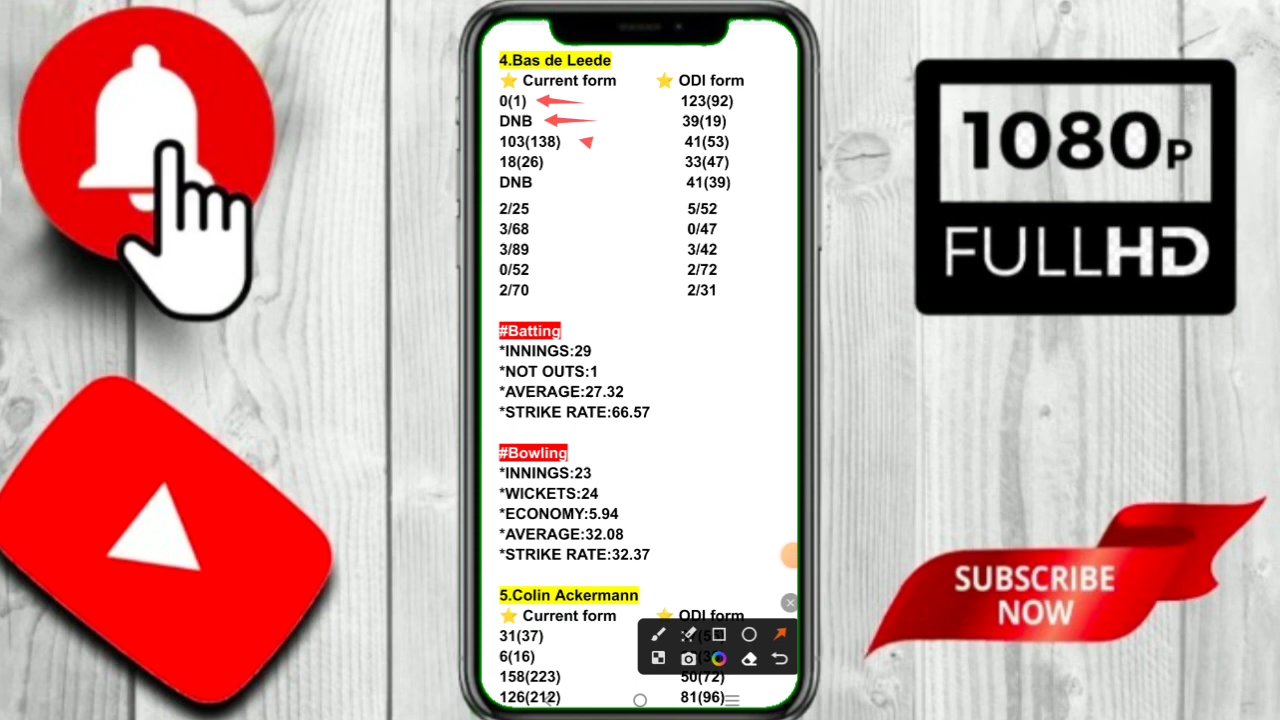 4.Bas de Leede
⭐ Current form ⭐ ODI form
0(1) 123(92)
DNB 39(19)
103(138) 41(53)
18(26) 33(47)
DNB 41(39)
2/25 5/52
3/68 0/47
3/89 3/42
0/52 2/72
2/70 2/31
#Batting
*INNINGS:29
*NOT OUTS:1
*AVERAGE:27.32
*STRIKE RATE:66.57
#Bowling
*INNINGS:23
*WICKETS:24
*ECONOMY:5.94
*AVERAGE:32.08
*STRIKE RATE:32.37
5.Colin Ackermann
⭐ Current form ⭐ ODI form
31(37)
6(16)
158(223) 50(72)
126(212) 81(96)
1080P
FULLHD
SUBSCRIBE
NOW